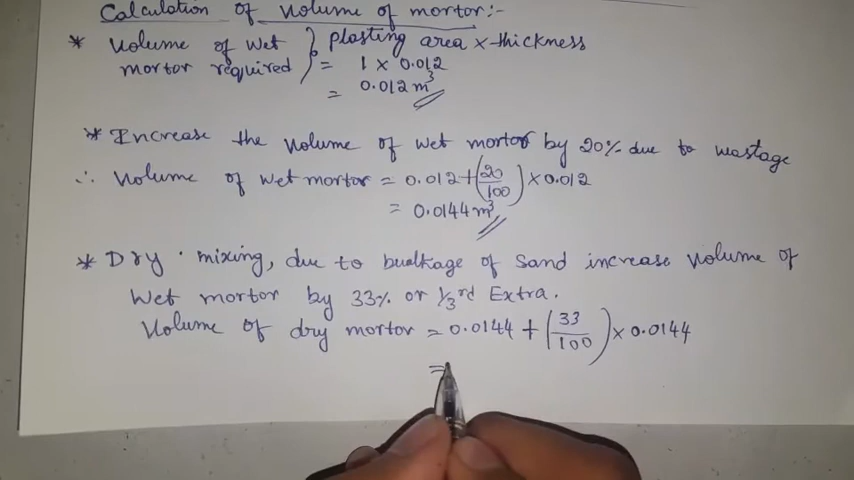 Calculation of Volume of mortor:-
* Volume of Wet } Plasting area x thickness
mortor required } = 1 x 0.012
= 0.012 m³
* Increase the Volume of Wet mortor by 20% due to wastage
∴ Volume of Wet mortor = 0.012 + (20/100) x 0.012
= 0.0144 m³
* Dry mixing, due to bualkage of Sand increase Volume of
Wet mortor by 33% or 1/3rd Extra.
Volume of dry mortor = 0.0144 + (33/100) x 0.0144
=